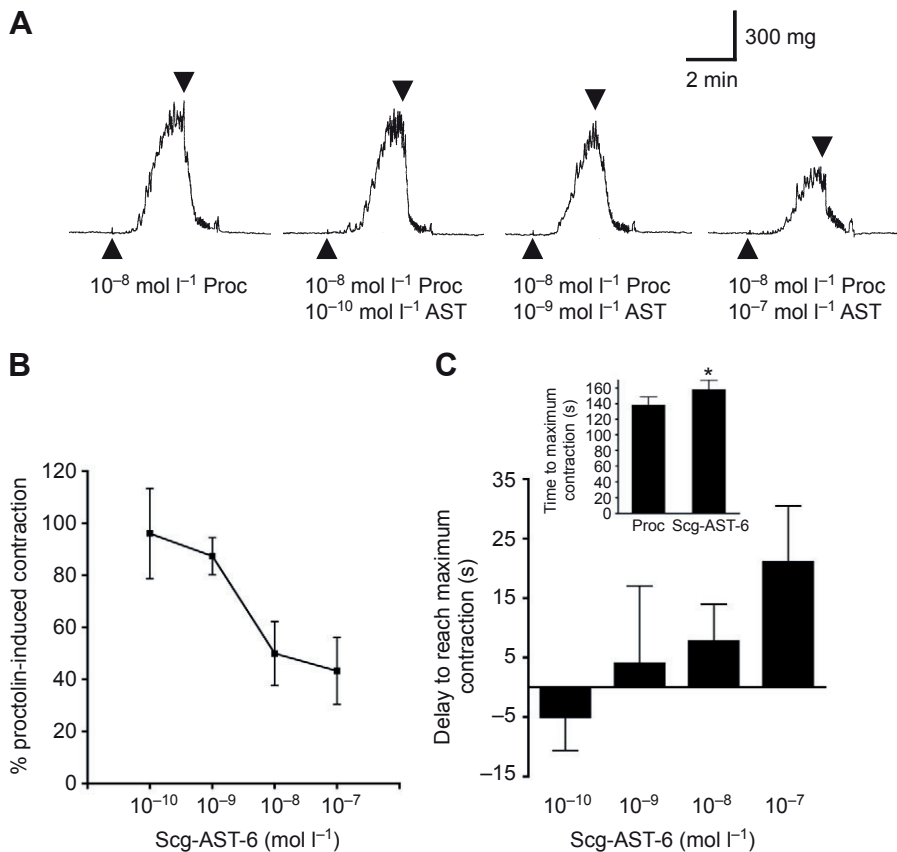 A
300 mg
2 min
10⁻⁸ mol l⁻¹ Proc
10⁻⁸ mol l⁻¹ Proc
10⁻¹⁰ mol l⁻¹ AST
10⁻⁸ mol l⁻¹ Proc
10⁻⁹ mol l⁻¹ AST
10⁻⁸ mol l⁻¹ Proc
10⁻⁷ mol l⁻¹ AST
B
% proctolin-induced contraction
120
100
80
60
40
20
0
10⁻¹⁰
10⁻⁹
10⁻⁸
10⁻⁷
Scg-AST-6 (mol l⁻¹)
C
Time to maximum
contraction (s)
160
140
120
100
80
60
40
20
0
*
Proc
Scg-AST-6
Delay to reach maximum
contraction (s)
35
25
15
5
–5
–15
10⁻¹⁰
10⁻⁹
10⁻⁸
10⁻⁷
Scg-AST-6 (mol l⁻¹)